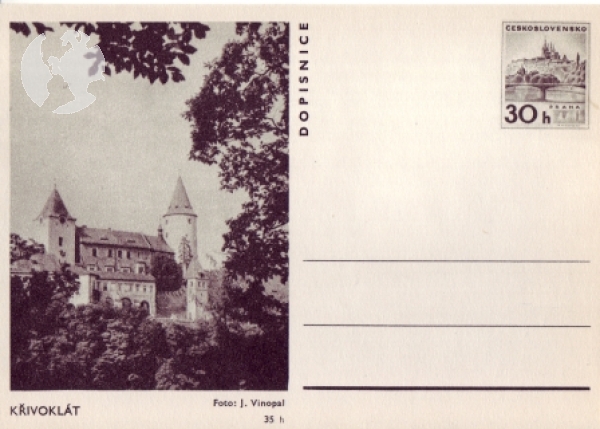 DOPISNICE
ČESKOSLOVENSKO
PRAHA
30 h
KŘIVOKLÁT
Foto: J. Vinopal
35 h